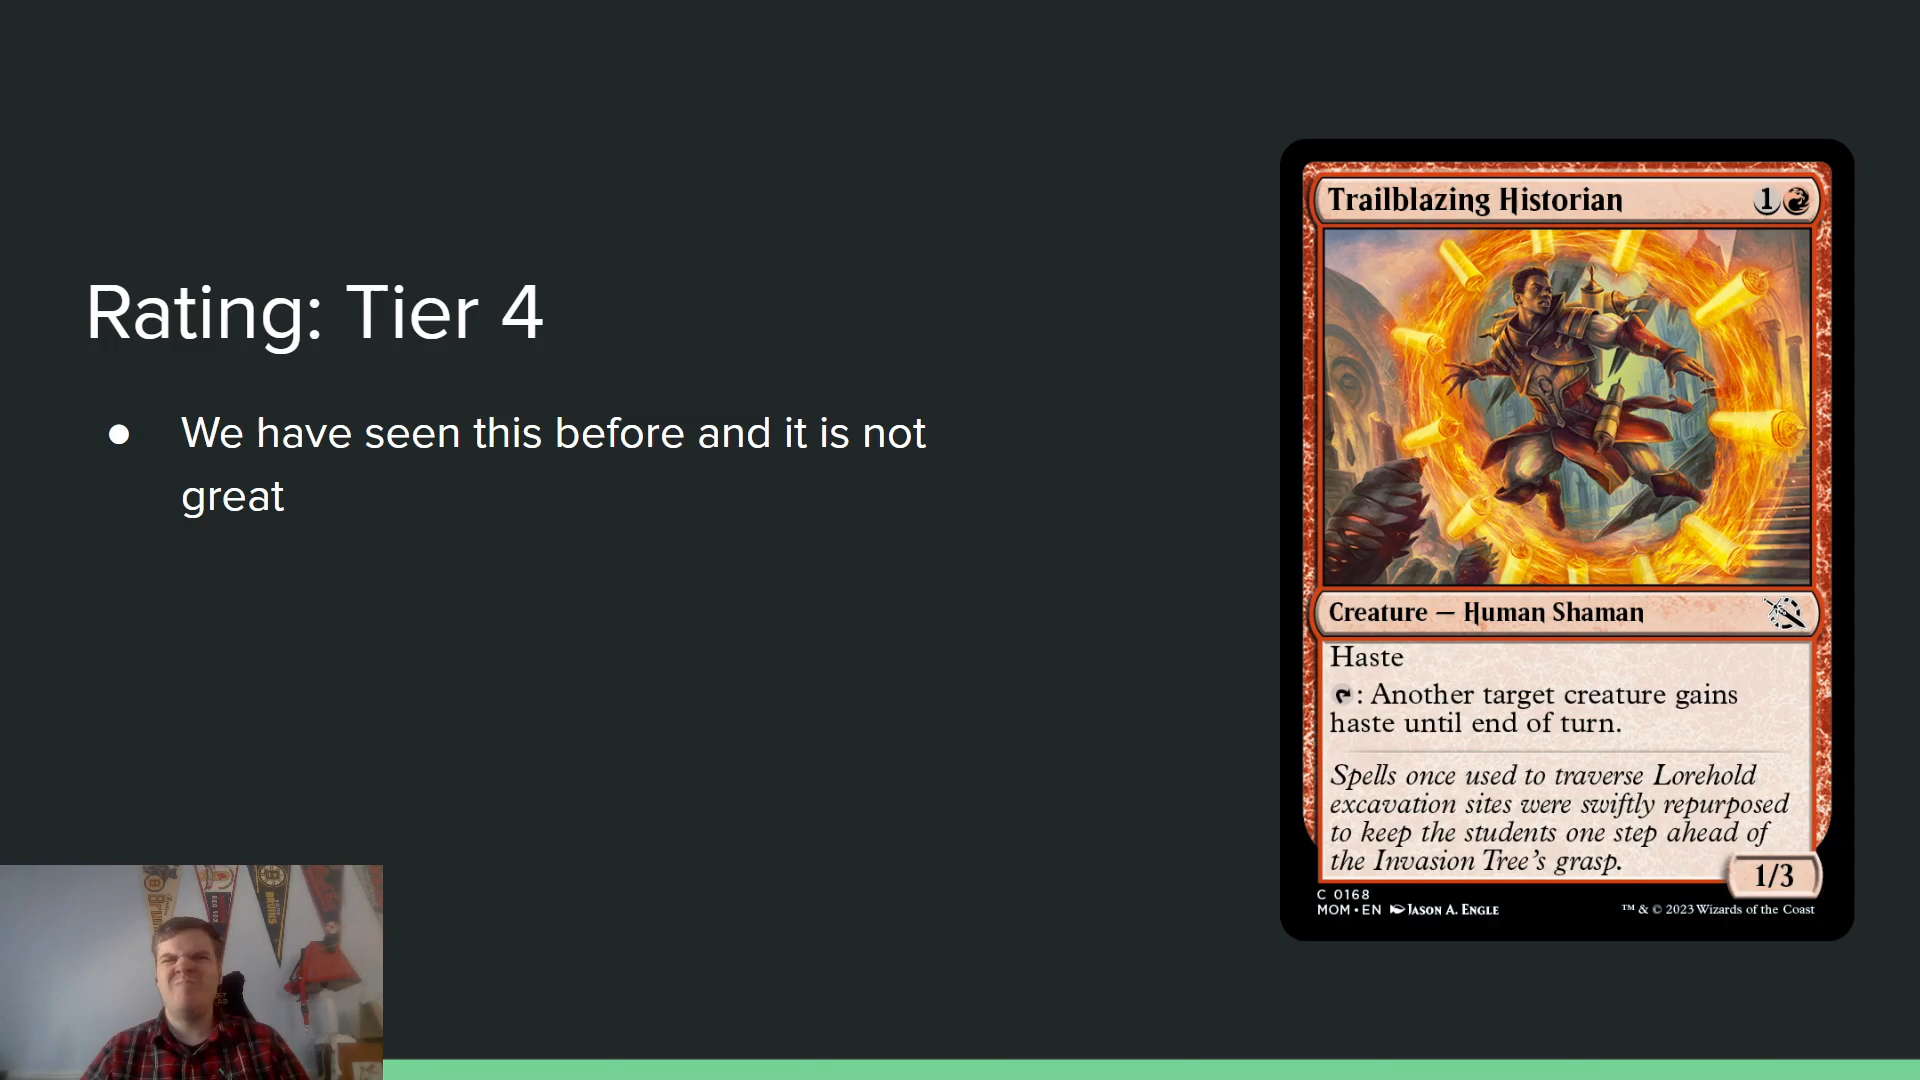 Rating: Tier 4
● We have seen this before and it is not
great
Trailblazing Historian 1
Creature — Human Shaman
Haste
: Another target creature gains
haste until end of turn.
Spells once used to traverse Lorehold
excavation sites were swiftly repurposed
to keep the students one step ahead of
the Invasion Tree's grasp.
1/3
C 0168
MOM • EN JASON A. ENGLE
™ & © 2023 Wizards of the Coast
BRUINS
RED SOX